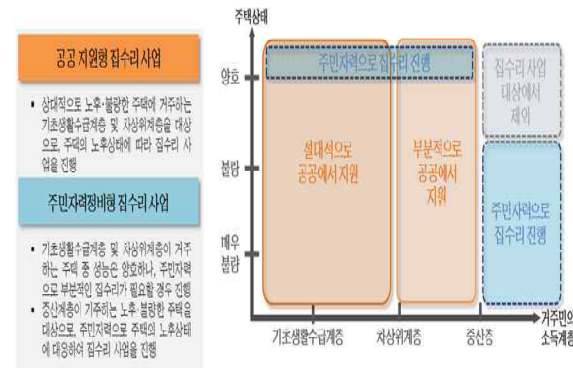 공공 지원형 집수리 사업
▪ 상대적으로 노후·불량한 주택에 거주하는
기초생활수급계층 및 차상위계층을 대상
으로, 주택의 노후상태에 따라 집수리 사
업을 진행
주민자력정비형 집수리 사업
▪ 기초생활수급계층 및 차상위계층이 거주
하는 주택 중 성능은 양호하나, 주민자력
으로 부분적인 집수리가 필요할 경우 진행
▪ 중산계층이 거주하는 노후·불량한 주택을
대상으로, 주민자력으로 주택의 노후상태
에 대응하여 집수리 사업을 진행
주택상태
양호
불량
매우
불량
주민자력으로 집수리 진행
절대적으로
공공에서 지원
부분적으로
공공에서
지원
집수리 사업
대상에서
제외
주민자력으로
집수리 진행
기초생활수급계층
차상위계층
중산층
거주민의
소득계층